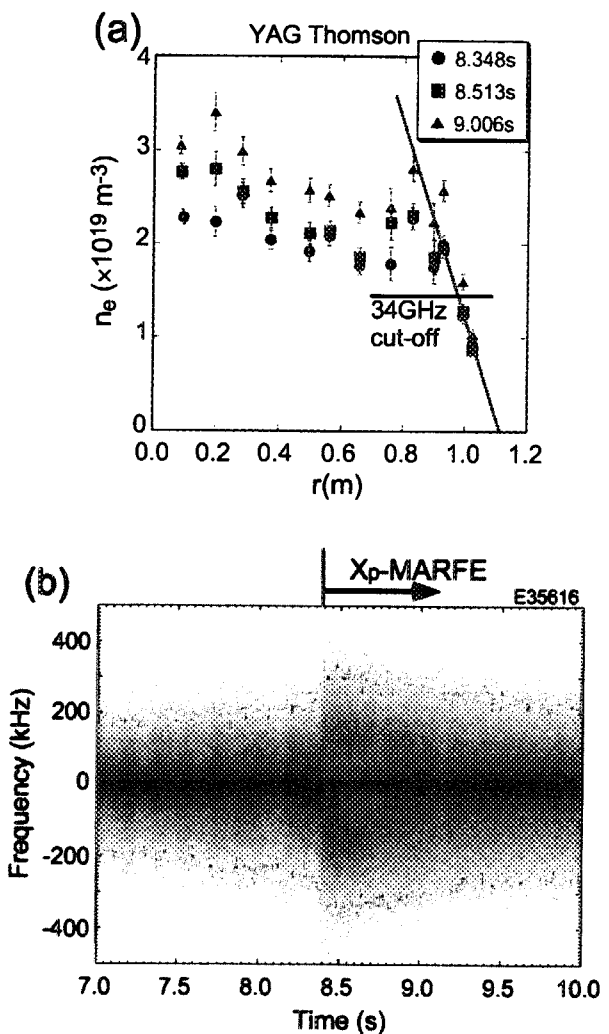 (a)
YAG Thomson
8.348s
8.513s
9.006s
4
3
2
1
0
nₑ (×10¹⁹ m⁻³)
34GHz
cut-off
0.0 0.2 0.4 0.6 0.8 1.0 1.2
r(m)
(b)
Xp-MARFE
E35616
400
200
0
-200
-400
Frequency (kHz)
7.0 7.5 8.0 8.5 9.0 9.5 10.0
Time (s)